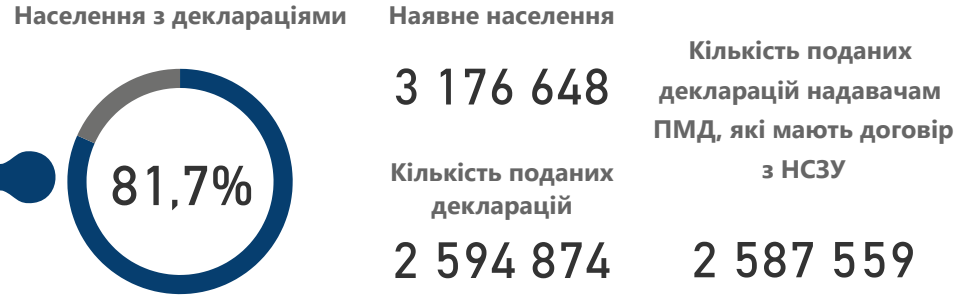 Населення з деклараціями
81,7%
Наявне населення
3 176 648
Кількість поданих
декларацій
2 594 874
Кількість поданих
декларацій надавачам
ПМД, які мають договір
з НСЗУ
2 587 559